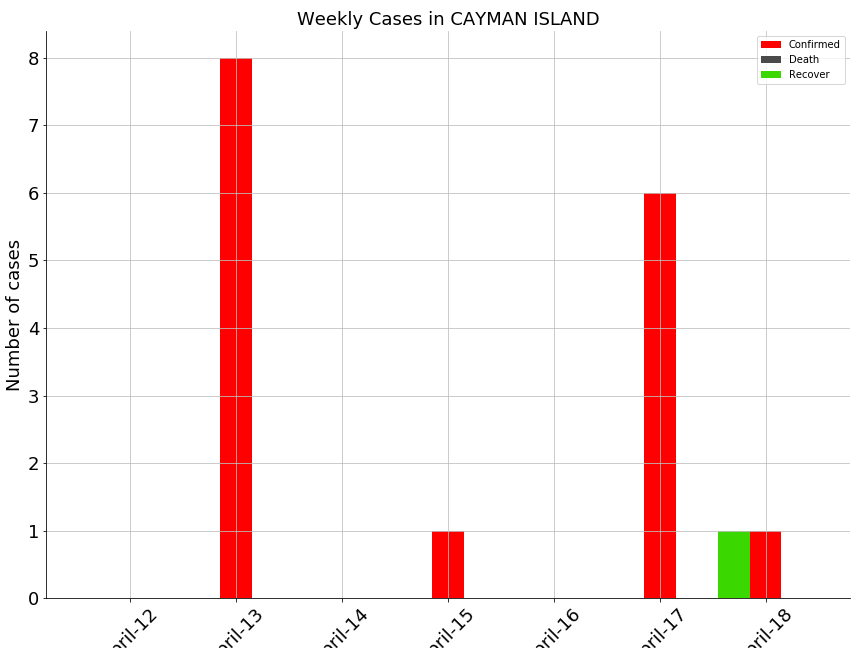 Weekly Cases in CAYMAN ISLAND
Confirmed
Death
Recover
Number of cases
8
7
6
5
4
3
2
1
0
pril-12
pril-13
pril-14
pril-15
pril-16
pril-17
pril-18